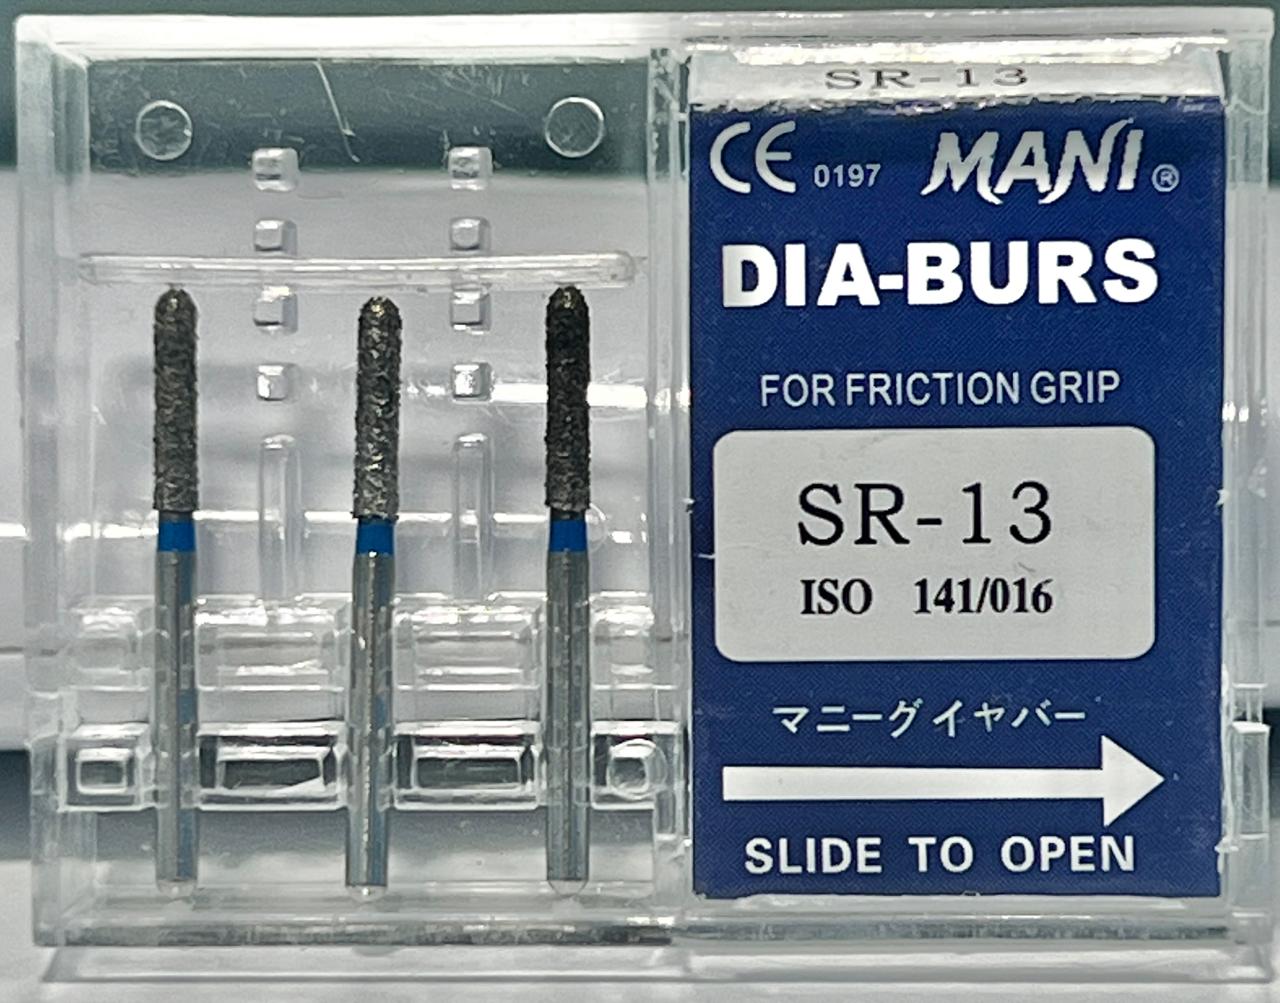 SR-13
CE 0197 MANI®
DIA-BURS
FOR FRICTION GRIP
SR-13
ISO 141/016
マニーダイヤバー
SLIDE TO OPEN